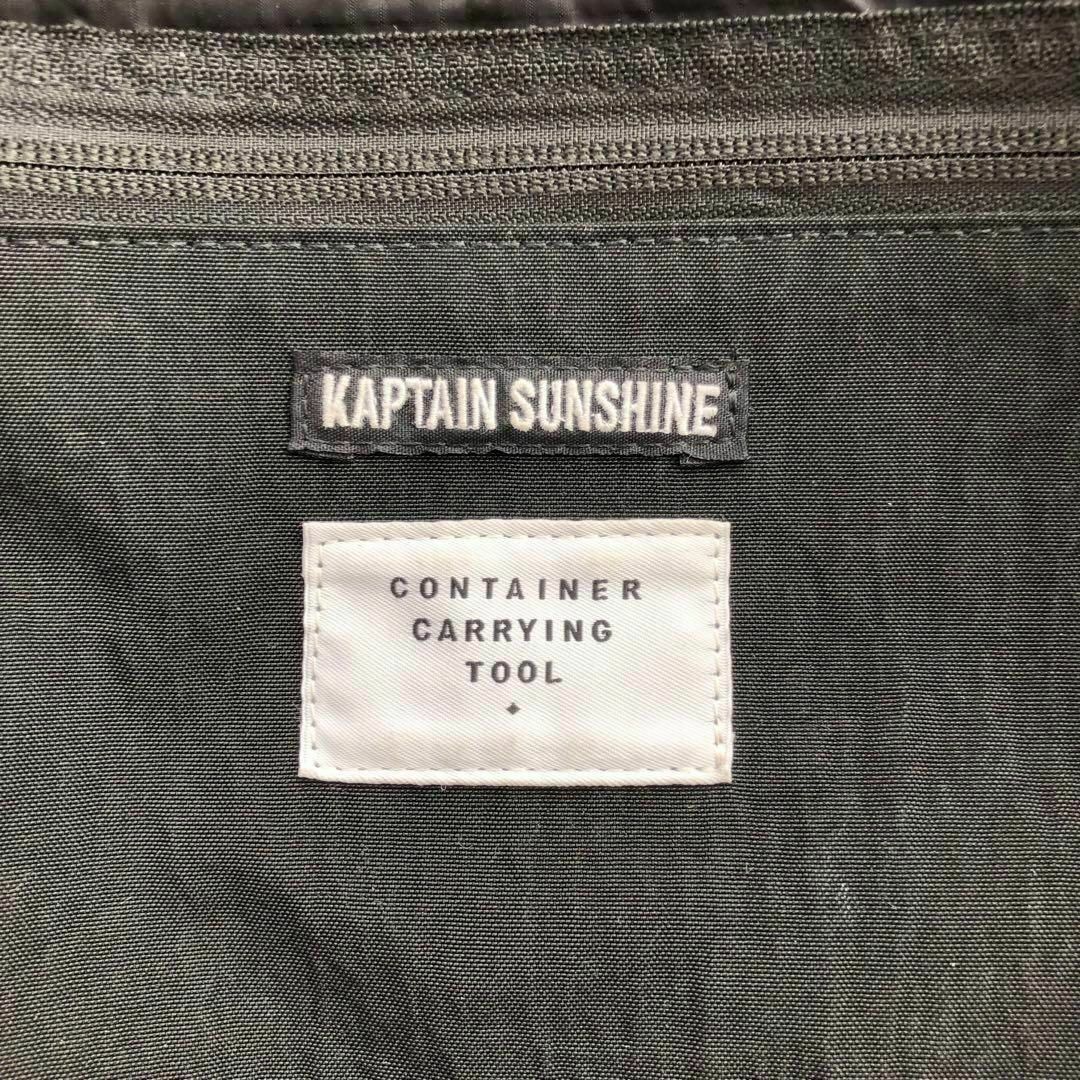 KAPTAIN SUNSHINE
CONTAINER
CARRYING
TOOL